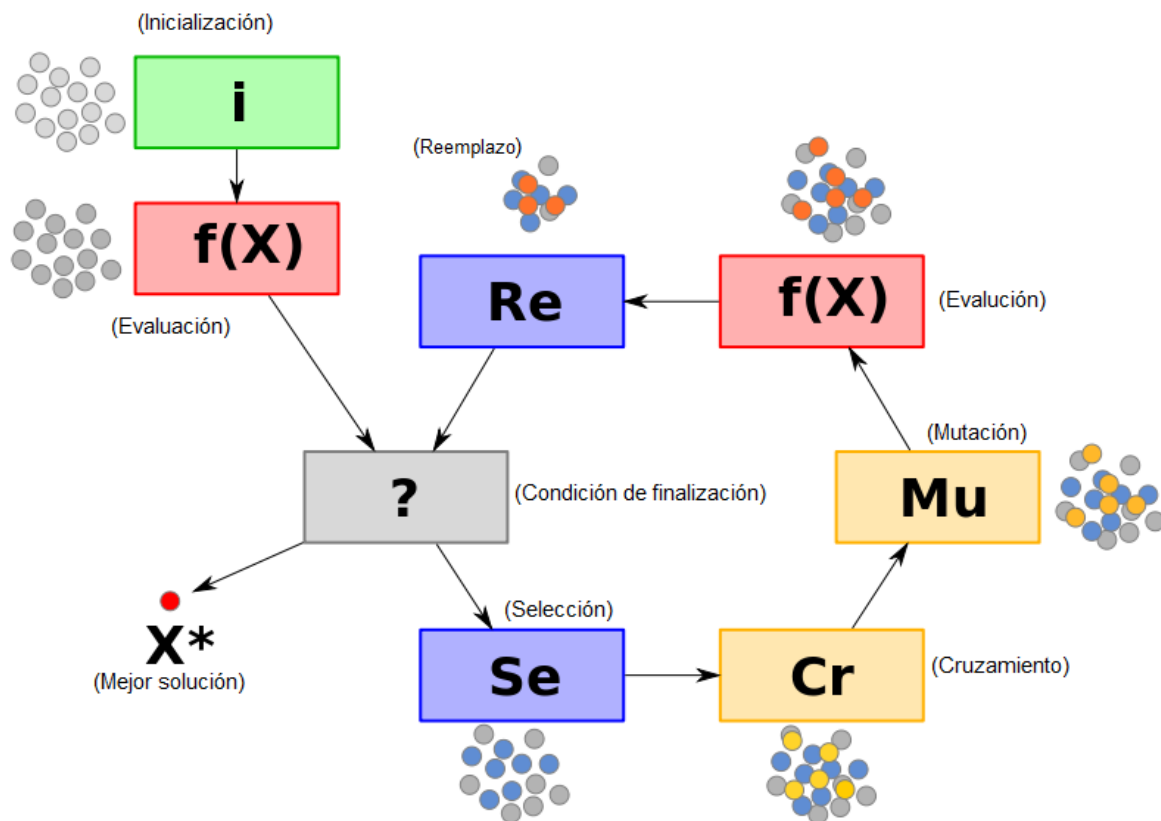 (Inicialización)
i
(Reemplazo)
f(X)
(Evaluación)
Re
f(X)
(Evalución)
(Mutación)
?
(Condición de finalización)
Mu
(Selección)
X*
(Mejor solución)
Se
Cr
(Cruzamiento)